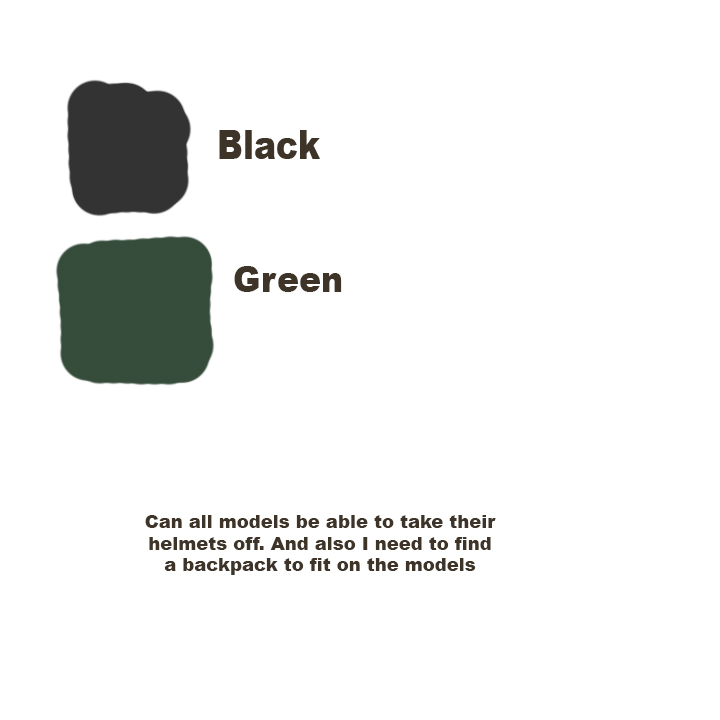 Black
Green
Can all models be able to take their
helmets off. And also I need to find
a backpack to fit on the models